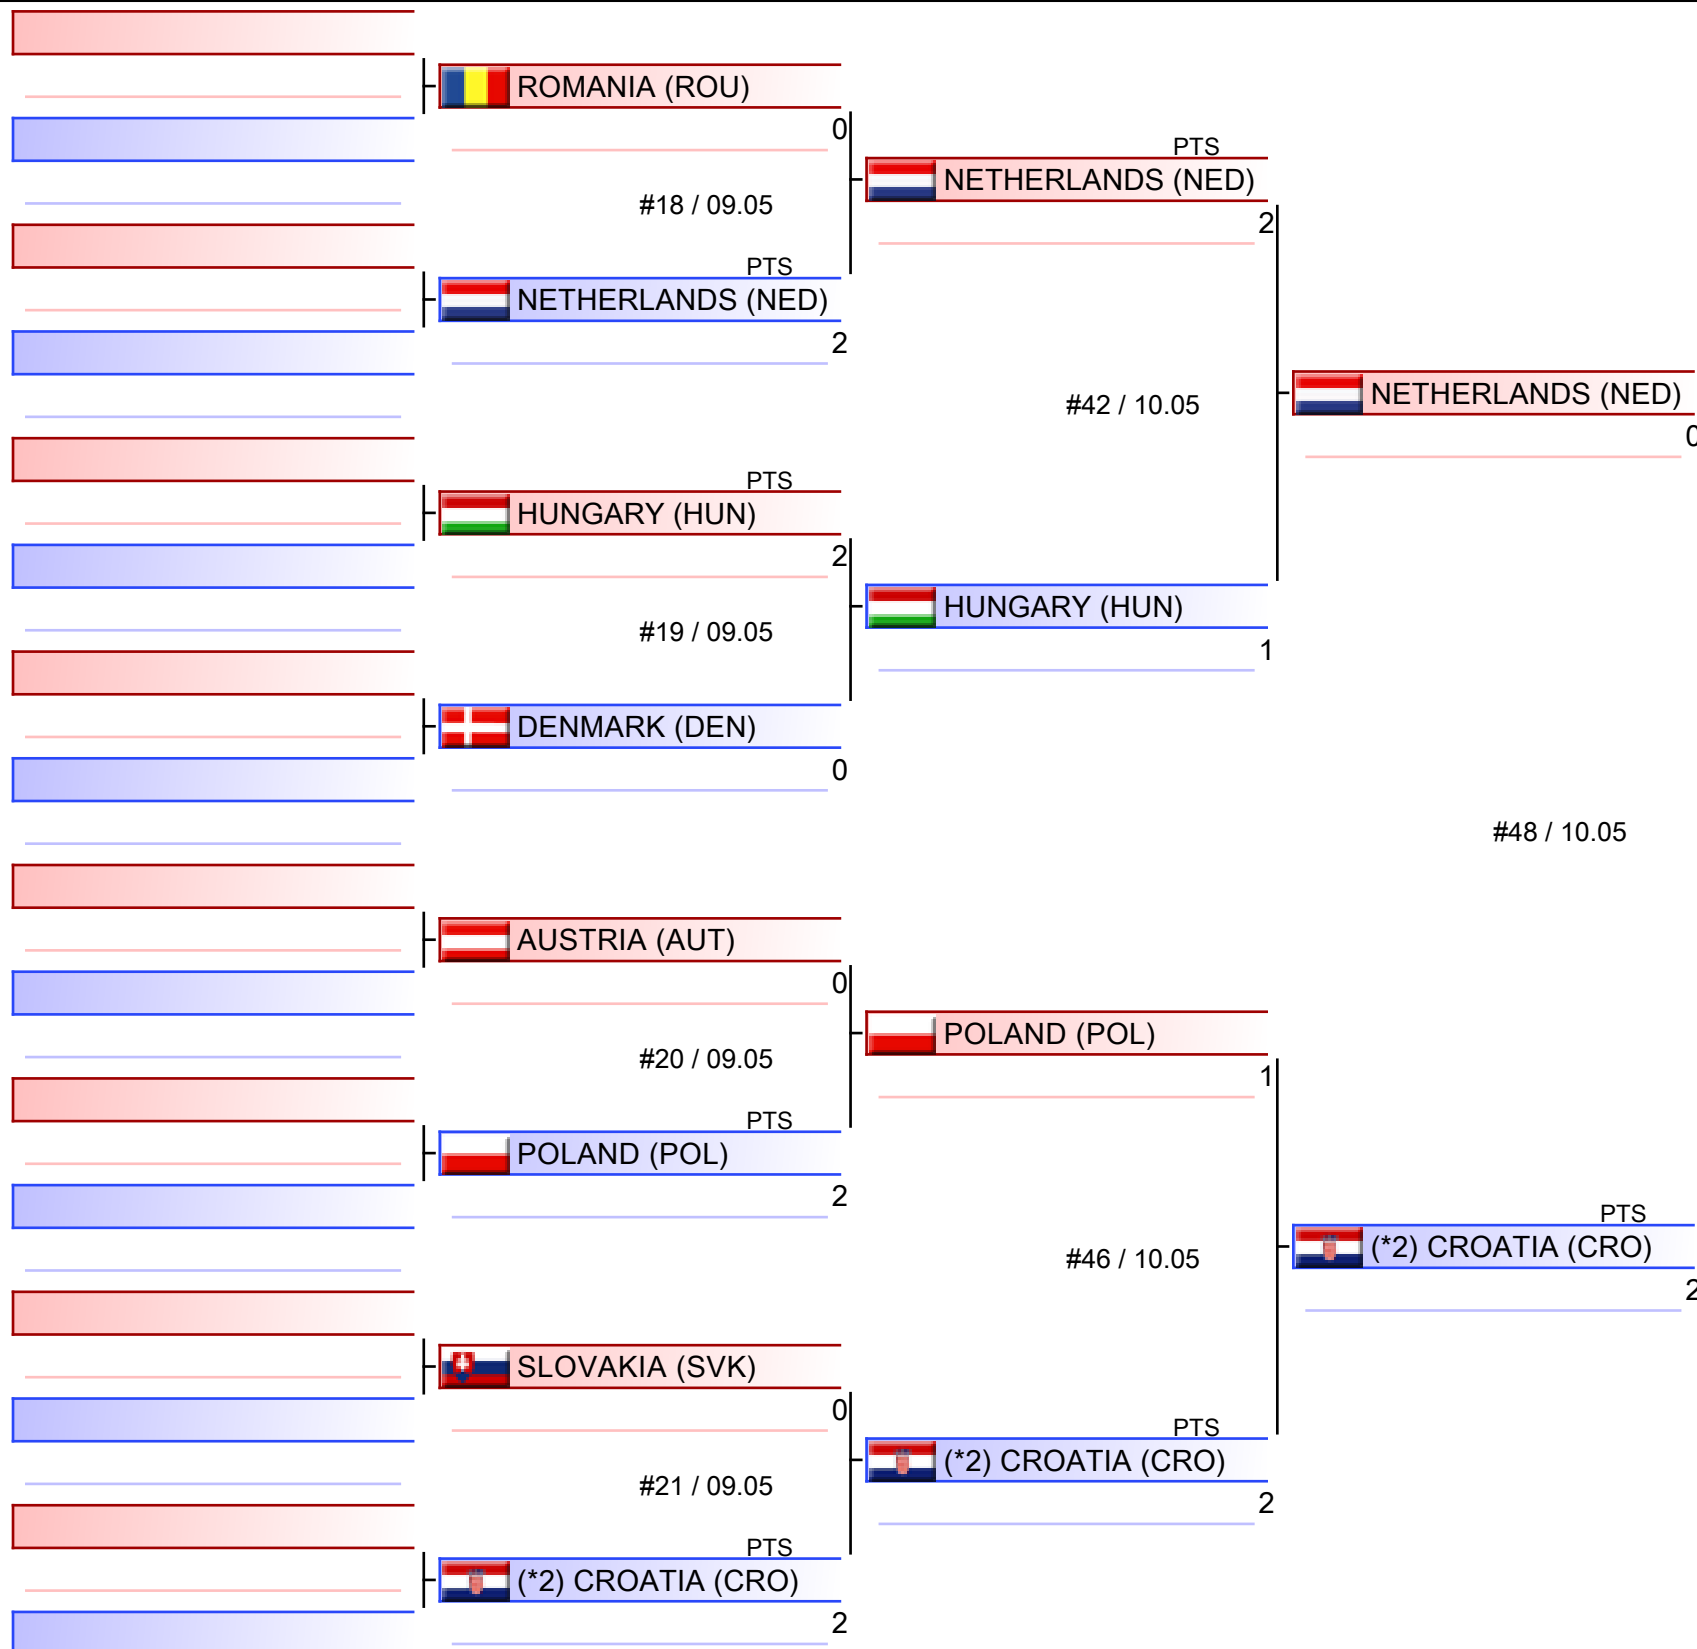 ROMANIA (ROU)
0
#18 / 09.05
PTS
NETHERLANDS (NED)
2
PTS
HUNGARY (HUN)
2
#19 / 09.05
DENMARK (DEN)
0
AUSTRIA (AUT)
0
#20 / 09.05
PTS
POLAND (POL)
2
SLOVAKIA (SVK)
0
#21 / 09.05
PTS
(*2) CROATIA (CRO)
2
PTS
NETHERLANDS (NED)
2
#42 / 10.05
HUNGARY (HUN)
1
POLAND (POL)
1
#46 / 10.05
PTS
(*2) CROATIA (CRO)
2
NETHERLANDS (NED)
0
#48 / 10.05
PTS
(*2) CROATIA (CRO)
2